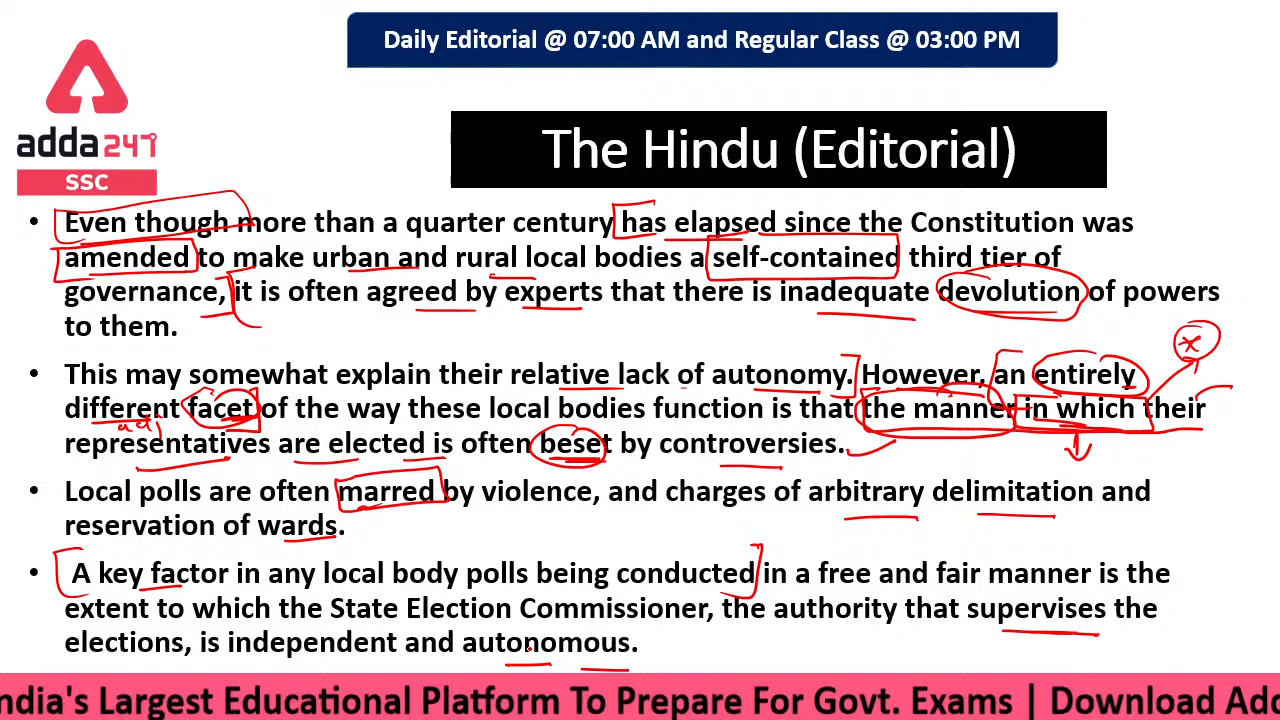 Daily Editorial @ 07:00 AM and Regular Class @ 03:00 PM
adda247
SSC
The Hindu (Editorial)
• Even though more than a quarter century has elapsed since the Constitution was
amended to make urban and rural local bodies a self-contained third tier of
governance, it is often agreed by experts that there is inadequate devolution of powers
to them.
• This may somewhat explain their relative lack of autonomy. However, an entirely
different facet of the way these local bodies function is that the manner in which their
adj
representatives are elected is often beset by controversies.
• Local polls are often marred by violence, and charges of arbitrary delimitation and
reservation of wards.
• A key factor in any local body polls being conducted in a free and fair manner is the
extent to which the State Election Commissioner, the authority that supervises the
elections, is independent and autonomous.
ndia's Largest Educational Platform To Prepare For Govt. Exams | Download Add